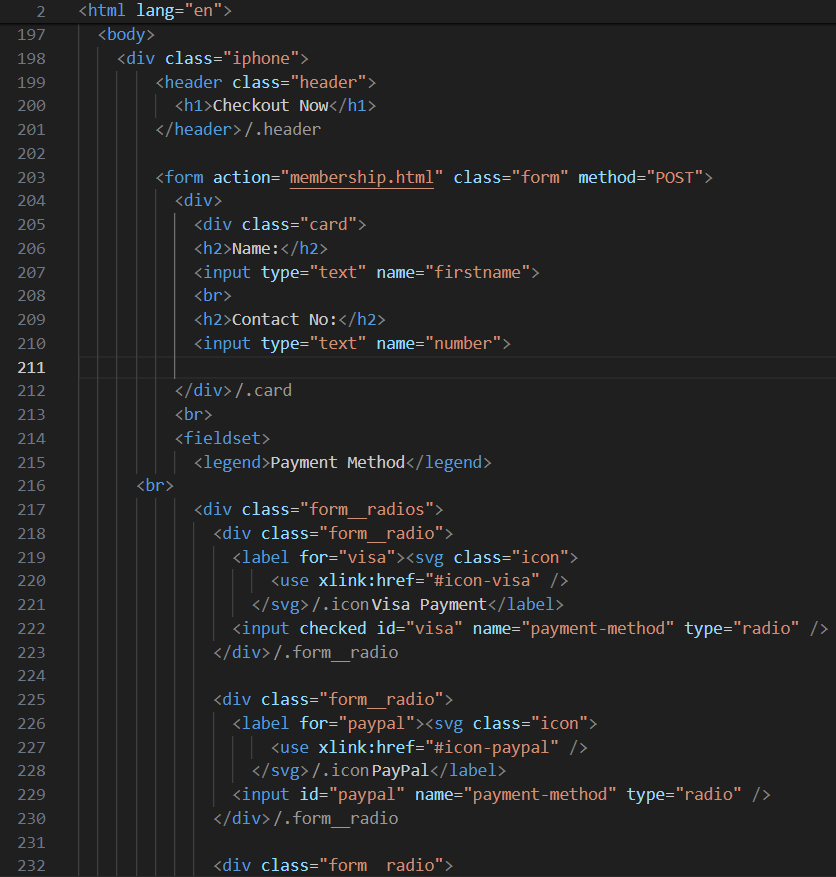 2 <html lang="en">
197 <body>
198 <div class="iphone">
199 <header class="header">
200 <h1>Checkout Now</h1>
201 </header>/.header
202
203 <form action="membership.html" class="form" method="POST">
204 <div>
205 <div class="card">
206 <h2>Name:</h2>
207 <input type="text" name="firstname">
208 <br>
209 <h2>Contact No:</h2>
210 <input type="text" name="number">
211
212 </div>/.card
213 <br>
214 <fieldset>
215 <legend>Payment Method</legend>
216 <br>
217 <div class="form__radios">
218 <div class="form__radio">
219 <label for="visa"><svg class="icon">
220 <use xlink:href="#icon-visa" />
221 </svg>/.iconVisa Payment</label>
222 <input checked id="visa" name="payment-method" type="radio" />
223 </div>/.form__radio
224
225 <div class="form__radio">
226 <label for="paypal"><svg class="icon">
227 <use xlink:href="#icon-paypal" />
228 </svg>/.iconPayPal</label>
229 <input id="paypal" name="payment-method" type="radio" />
230 </div>/.form__radio
231
232 <div class="form__radio">